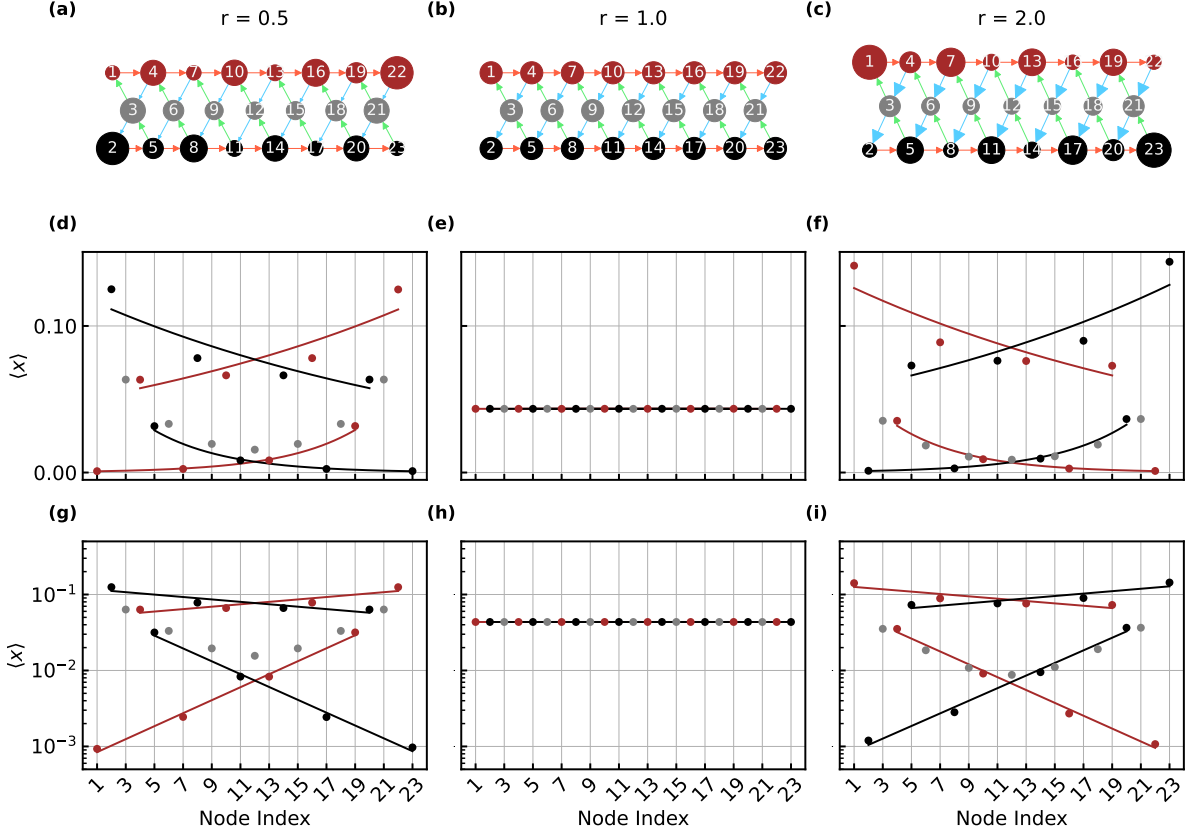 (a) r = 0.5 (b) r = 1.0 (c) r = 2.0
1 4 7 10 13 16 19 22 1 4 7 10 13 16 19 22 1 4 7 10 13 16 19 22
3 6 9 12 15 18 21 3 6 9 12 15 18 21 3 6 9 12 15 18 21
2 5 8 11 14 17 20 23 2 5 8 11 14 17 20 23 2 5 8 11 14 17 20 23
(d) (e) (f)
0.10
⟨x⟩
0.00
(g) (h) (i)
10⁻¹
⟨x⟩
10⁻²
10⁻³
1 3 5 7 9 11 13 15 17 19 21 23 1 3 5 7 9 11 13 15 17 19 21 23 1 3 5 7 9 11 13 15 17 19 21 23
Node Index Node Index Node Index